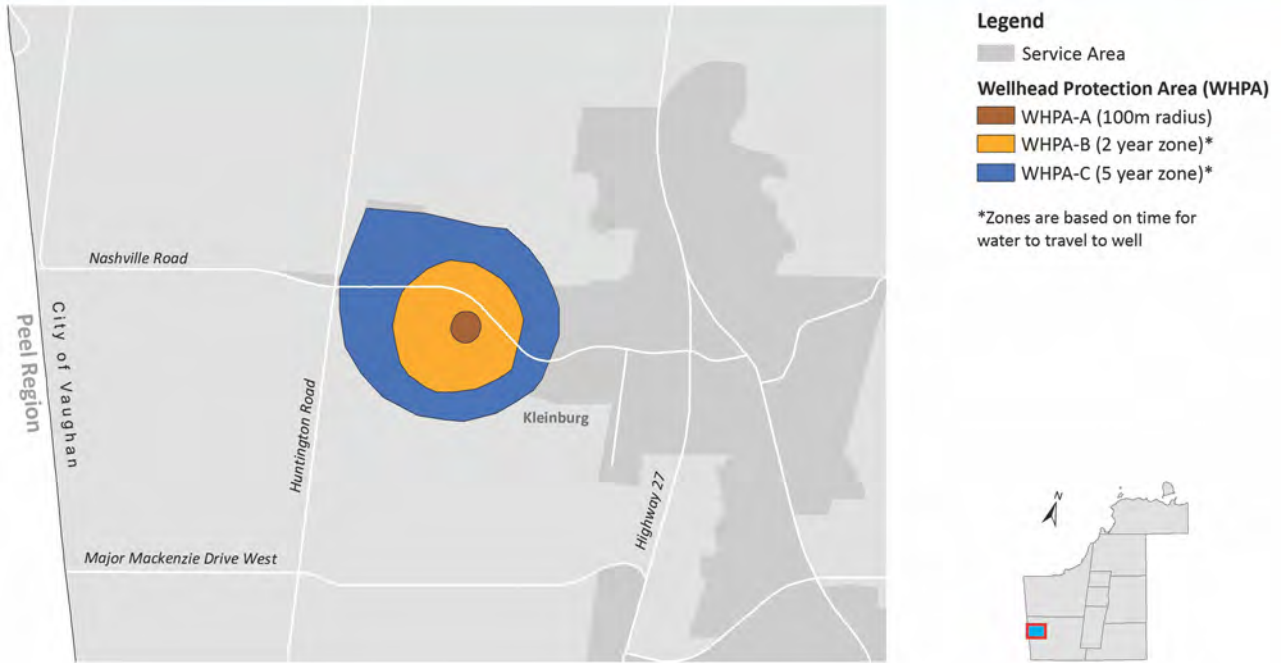 Legend
Service Area
Wellhead Protection Area (WHPA)
WHPA-A (100m radius)
WHPA-B (2 year zone)*
WHPA-C (5 year zone)*
*Zones are based on time for
water to travel to well
Nashville Road
Peel Region
City of Vaughan
Huntington Road
Kleinburg
Highway 27
Major Mackenzie Drive West
N